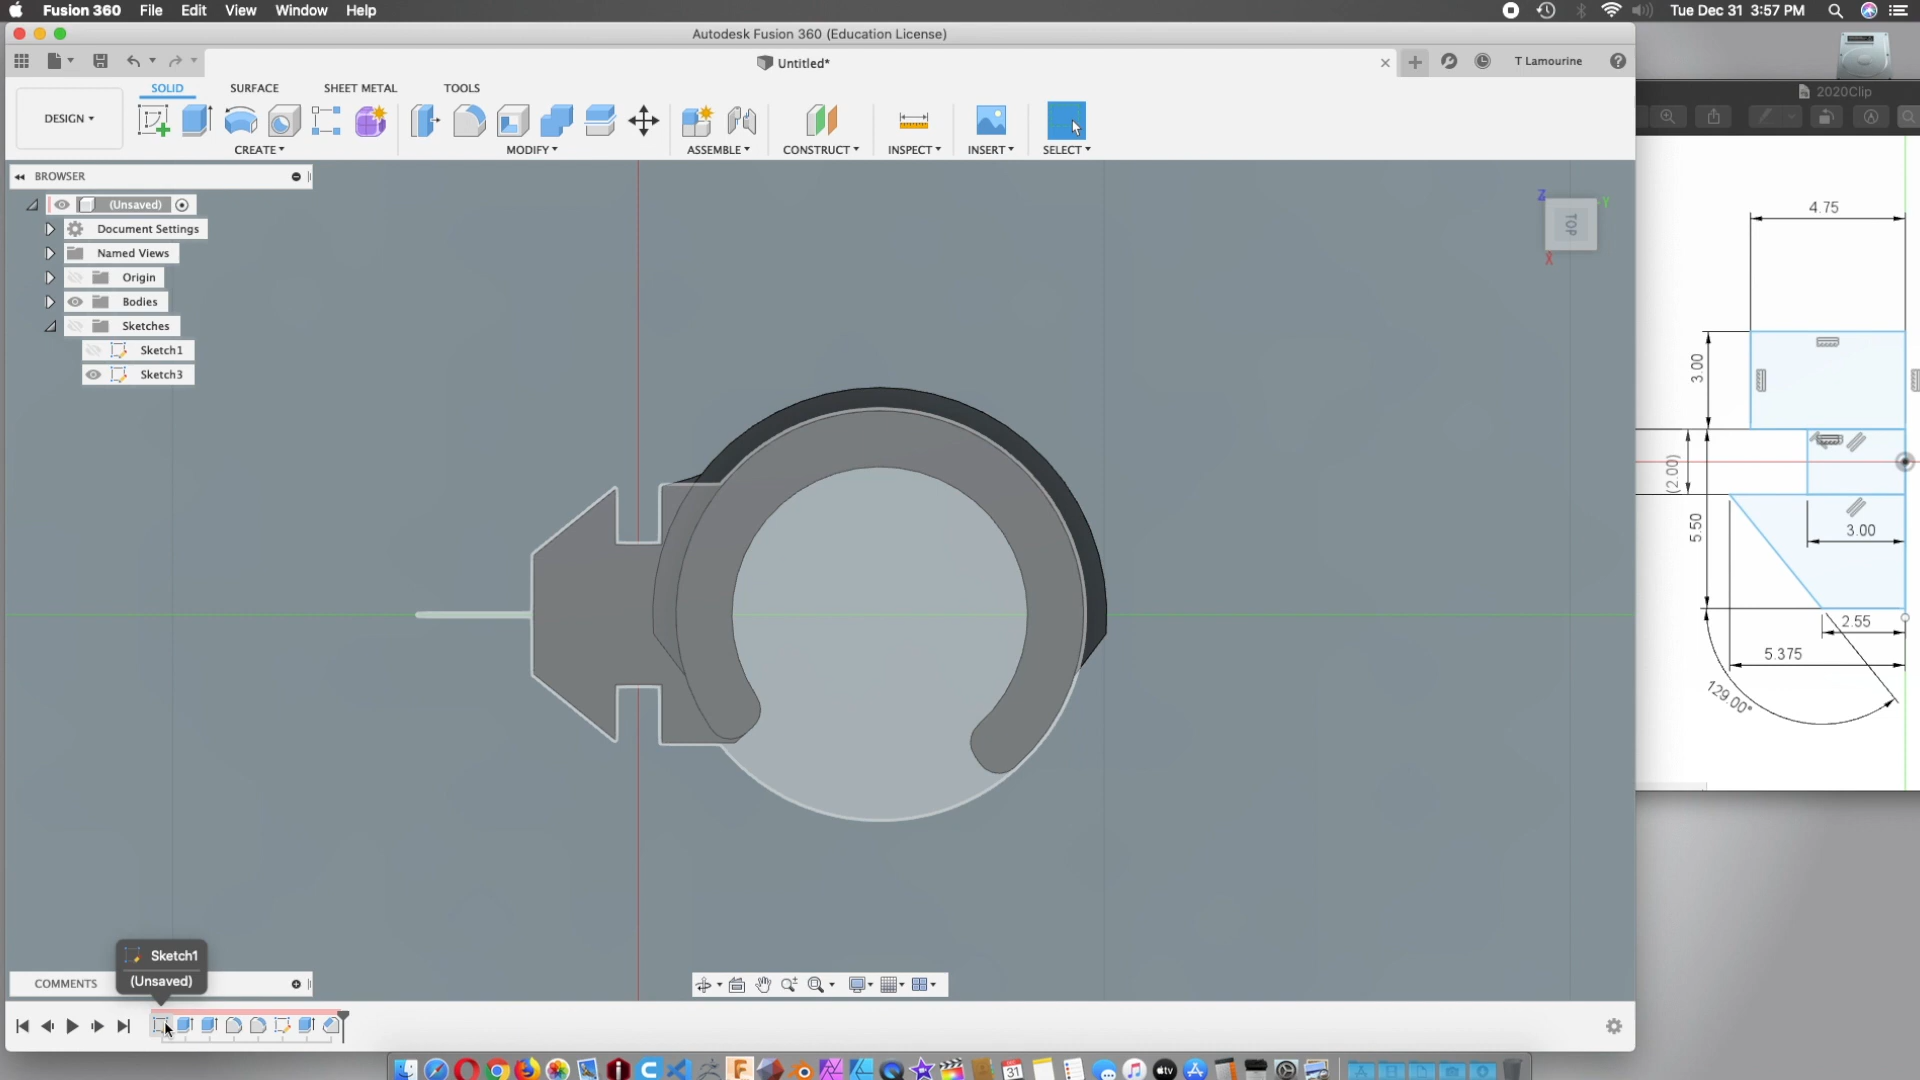 Fusion 360 File Edit View Window Help
Tue Dec 31 3:57 PM
Autodesk Fusion 360 (Education License)
Untitled*
T Lamourine
2020Clip
DESIGN
SOLID SURFACE SHEET METAL TOOLS
CREATE MODIFY ASSEMBLE CONSTRUCT INSPECT INSERT SELECT
BROWSER
(Unsaved)
Document Settings
Named Views
Origin
Bodies
Sketches
Sketch1
Sketch3
Z
Y
TOP
X
4.75
3.00
(2.00)
5.50
3.00
2.55
5.375
129.00°
Sketch1
(Unsaved)
COMMENTS
31
tv